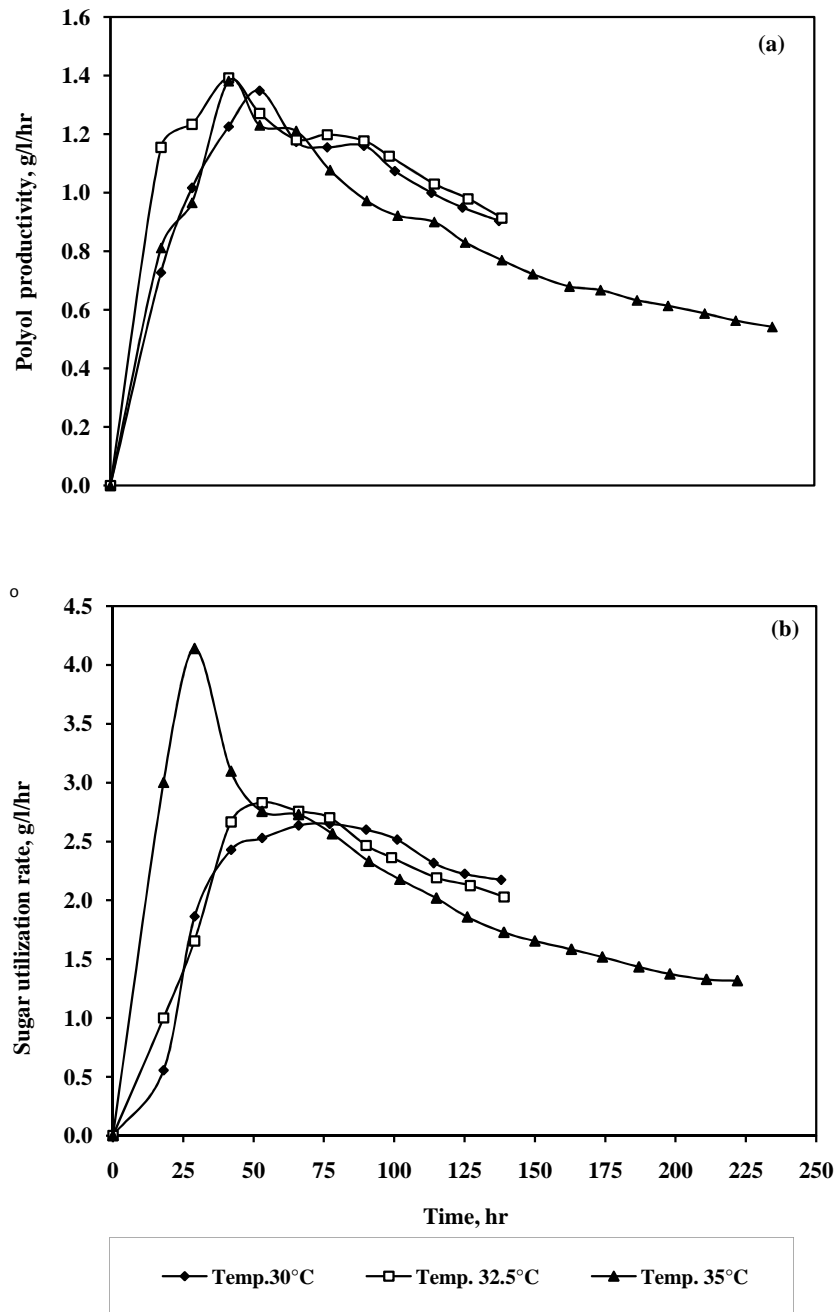 1.6
(a)
1.4
1.2
1.0
0.8
0.6
0.4
0.2
0.0
Polyol productivity, g/l/hr
o
4.5
(b)
4.0
3.5
3.0
2.5
2.0
1.5
1.0
0.5
0.0
Sugar utilization rate, g/l/hr
0 25 50 75 100 125 150 175 200 225 250
Time, hr
Temp.30°C Temp. 32.5°C Temp. 35°C